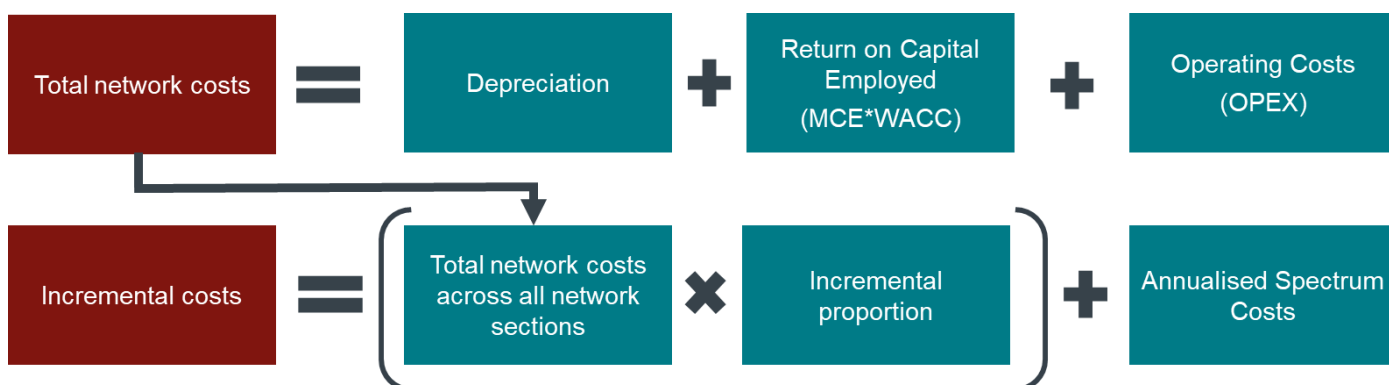 Total network costs
Depreciation
Return on Capital
Employed
(MCE*WACC)
Operating Costs
(OPEX)
Incremental costs
Total network costs
across all network
sections
Incremental
proportion
Annualised Spectrum
Costs